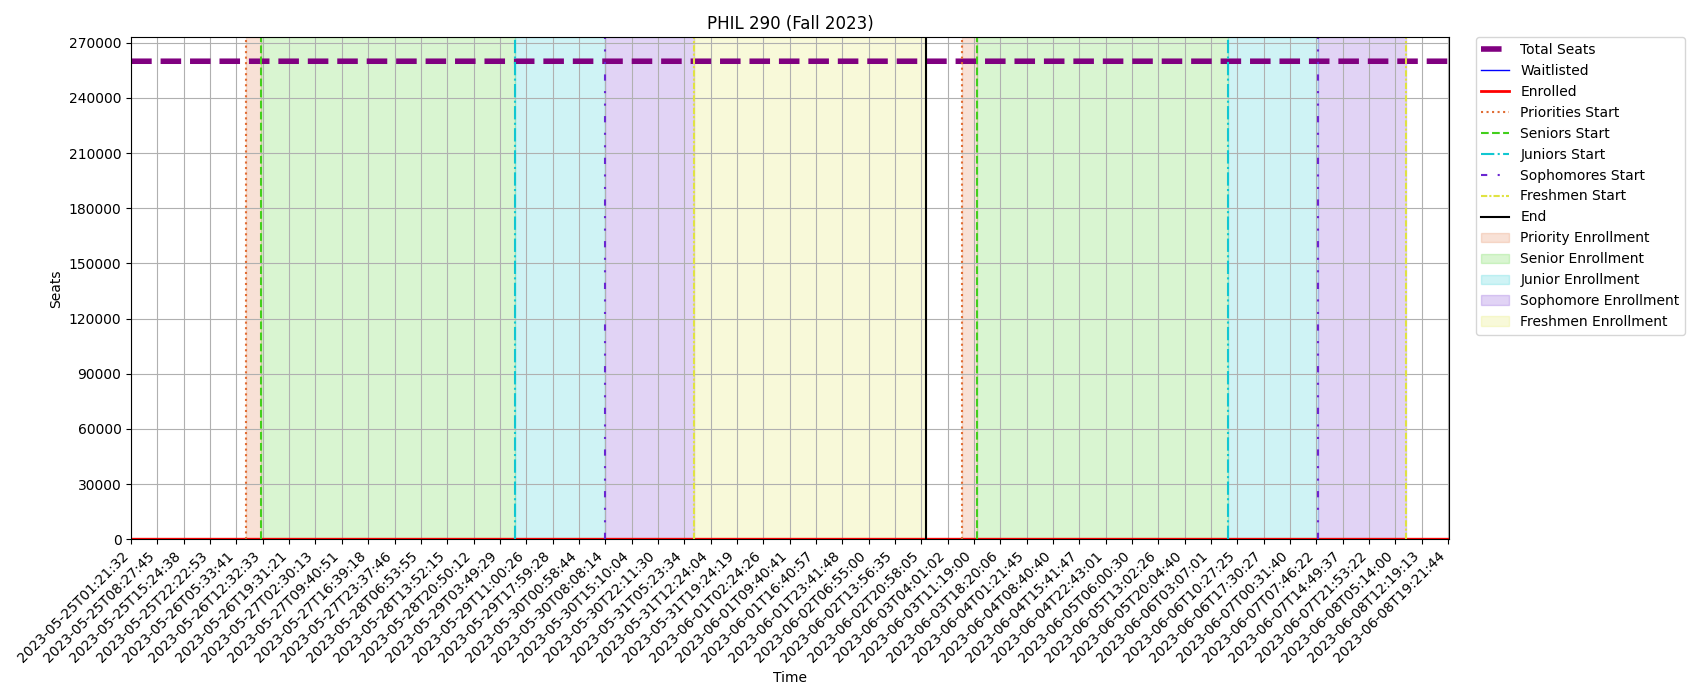 PHIL 290 (Fall 2023)
270000
240000
210000
180000
150000
120000
90000
60000
30000
0
Seats
2023-05-25T01:21:32
2023-05-25T08:27:45
2023-05-25T15:24:38
2023-05-25T22:22:53
2023-05-26T05:33:41
2023-05-26T12:32:33
2023-05-26T19:31:21
2023-05-27T02:30:13
2023-05-27T09:40:51
2023-05-27T16:39:18
2023-05-27T23:37:46
2023-05-28T06:53:55
2023-05-28T13:52:15
2023-05-28T20:50:12
2023-05-29T03:49:29
2023-05-29T11:00:26
2023-05-29T17:59:28
2023-05-30T00:58:44
2023-05-30T08:08:14
2023-05-30T15:10:04
2023-05-30T22:11:30
2023-05-31T05:23:34
2023-05-31T12:24:04
2023-05-31T19:24:19
2023-06-01T02:24:26
2023-06-01T09:40:41
2023-06-01T16:40:57
2023-06-01T23:41:48
2023-06-02T06:55:00
2023-06-02T13:56:35
2023-06-02T20:58:05
2023-06-03T04:01:02
2023-06-03T11:19:00
2023-06-03T18:20:06
2023-06-04T01:21:45
2023-06-04T08:40:40
2023-06-04T15:41:47
2023-06-04T22:43:01
2023-06-05T06:00:30
2023-06-05T13:02:26
2023-06-05T20:04:40
2023-06-06T03:07:01
2023-06-06T10:27:25
2023-06-06T17:30:27
2023-06-07T00:31:40
2023-06-07T07:46:22
2023-06-07T14:49:37
2023-06-07T21:53:22
2023-06-08T05:14:00
2023-06-08T12:19:13
2023-06-08T19:21:44
Time
Total Seats
Waitlisted
Enrolled
Priorities Start
Seniors Start
Juniors Start
Sophomores Start
Freshmen Start
End
Priority Enrollment
Senior Enrollment
Junior Enrollment
Sophomore Enrollment
Freshmen Enrollment